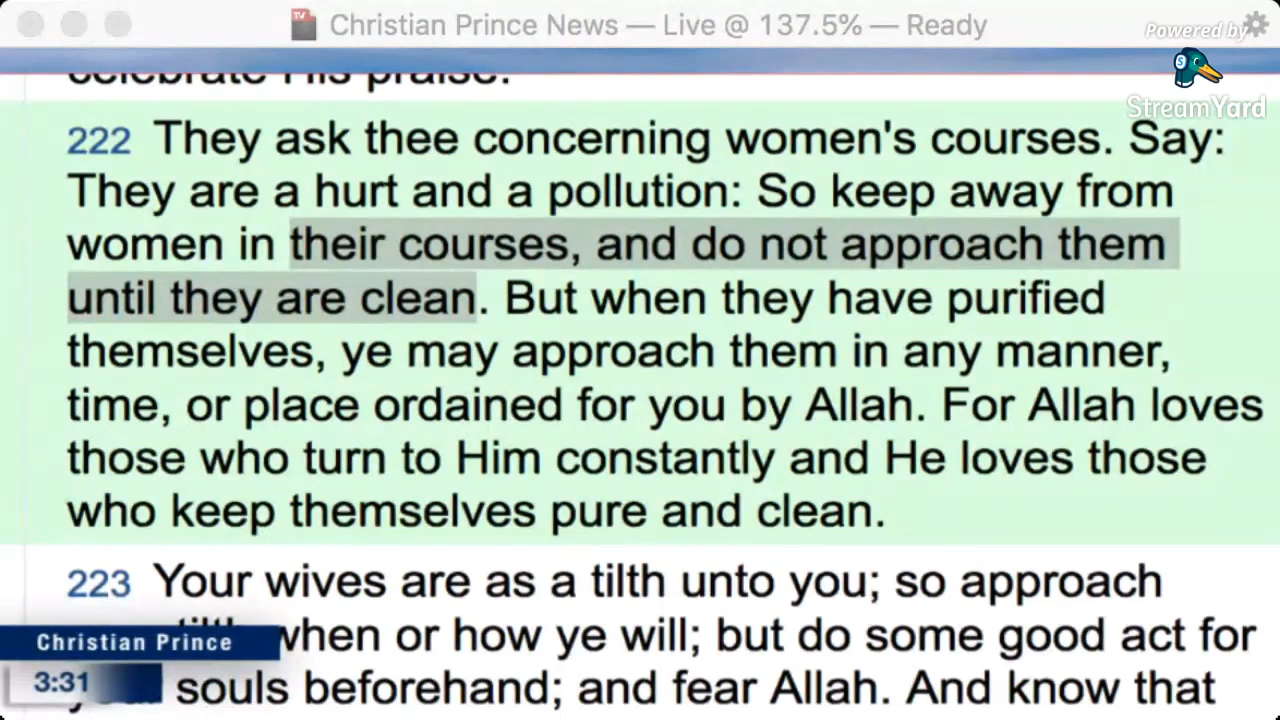 Christian Prince News — Live @ 137.5% — Ready
Powered by
StreamYard
celebrate His praise.
222 They ask thee concerning women's courses. Say:
They are a hurt and a pollution: So keep away from
women in their courses, and do not approach them
until they are clean. But when they have purified
themselves, ye may approach them in any manner,
time, or place ordained for you by Allah. For Allah loves
those who turn to Him constantly and He loves those
who keep themselves pure and clean.
223 Your wives are as a tilth unto you; so approach
when or how ye will; but do some good act for
souls beforehand; and fear Allah. And know that
Christian Prince
3:31